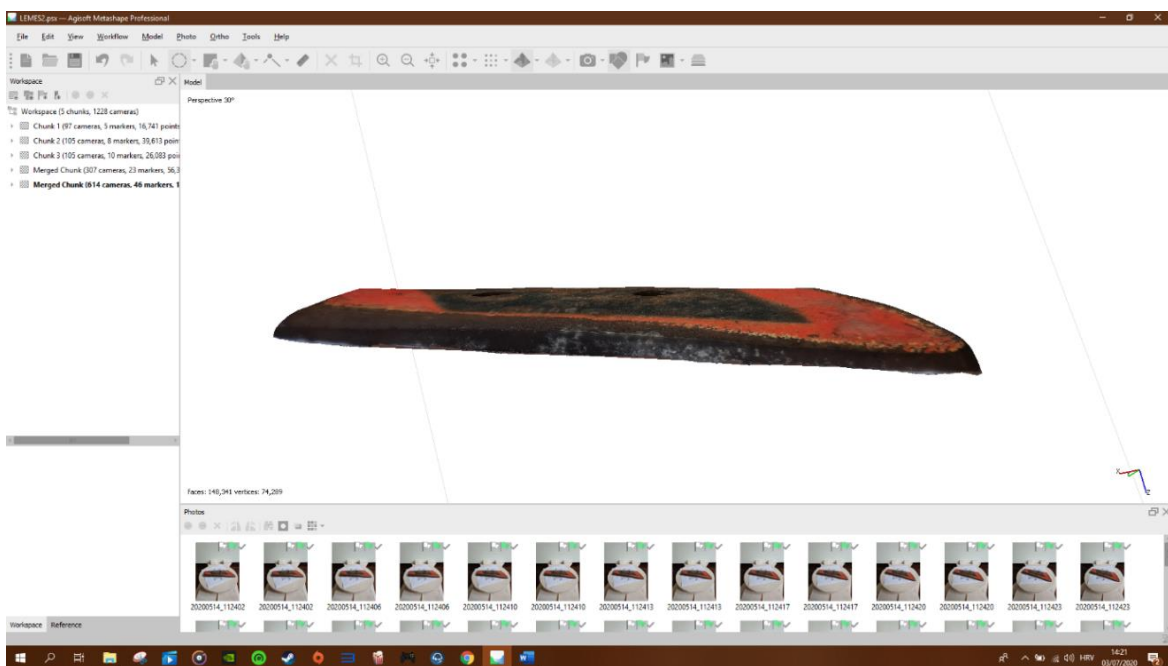 LEMES2.psx — Agisoft Metashape Professional
File Edit View Workflow Model Photo Ortho Tools Help
Workspace
Model
Workspace (5 chunks, 1228 cameras)
Chunk 1 (97 cameras, 5 markers, 16,741 points
Chunk 2 (105 cameras, 8 markers, 39,613 poin
Chunk 3 (105 cameras, 10 markers, 26,083 poi
Merged Chunk (307 cameras, 23 markers, 56,3
Merged Chunk (614 cameras, 46 markers, 1
Perspective 30°
X
Z
Faces: 148,341 vertices: 74,289
Photos
20200514_112402 20200514_112402 20200514_112406 20200514_112406 20200514_112410 20200514_112410 20200514_112413 20200514_112413 20200514_112417 20200514_112417 20200514_112420 20200514_112420 20200514_112423 20200514_112423
Workspace Reference
HRV
14:21
03/07/2020